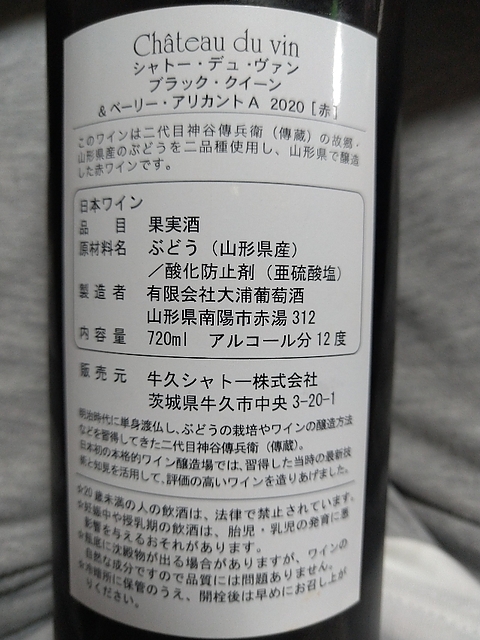 Château du vin
シャトー・デュ・ヴァン
ブラック・クイーン
&ベーリー・アリカントA 2020[赤]
このワインは二代目神谷傳兵衛(傳蔵)の故郷・
山形県産のぶどうを二品種使用し、山形県で醸造
した赤ワインです。
日本ワイン
品目 果実酒
原材料名 ぶどう(山形県産)
/酸化防止剤(亜硫酸塩)
製造者 有限会社大浦葡萄酒
山形県南陽市赤湯312
内容量 720ml アルコール分12度
販売元 牛久シャトー株式会社
茨城県牛久市中央3-20-1
明治時代に単身渡仏し、ぶどうの栽培やワインの醸造方法
などを習得してきた二代目神谷傳兵衛(傳蔵)。
日本初の本格的ワイン醸造場では、習得した当時の最新技
術と知見を活用して、評価の高いワインを造りあげました。
☆20歳未満の人の飲酒は、法律で禁止されています。
☆妊娠中や授乳期の飲酒は、胎児・乳児の発育に悪
影響を与えるおそれがあります。
☆瓶底に沈殿物が出る場合がありますが、ワインの
自然な成分ですので品質には問題ありません。
☆冷暗所に保管のうえ、開栓後は早めにお召し上が
りください。